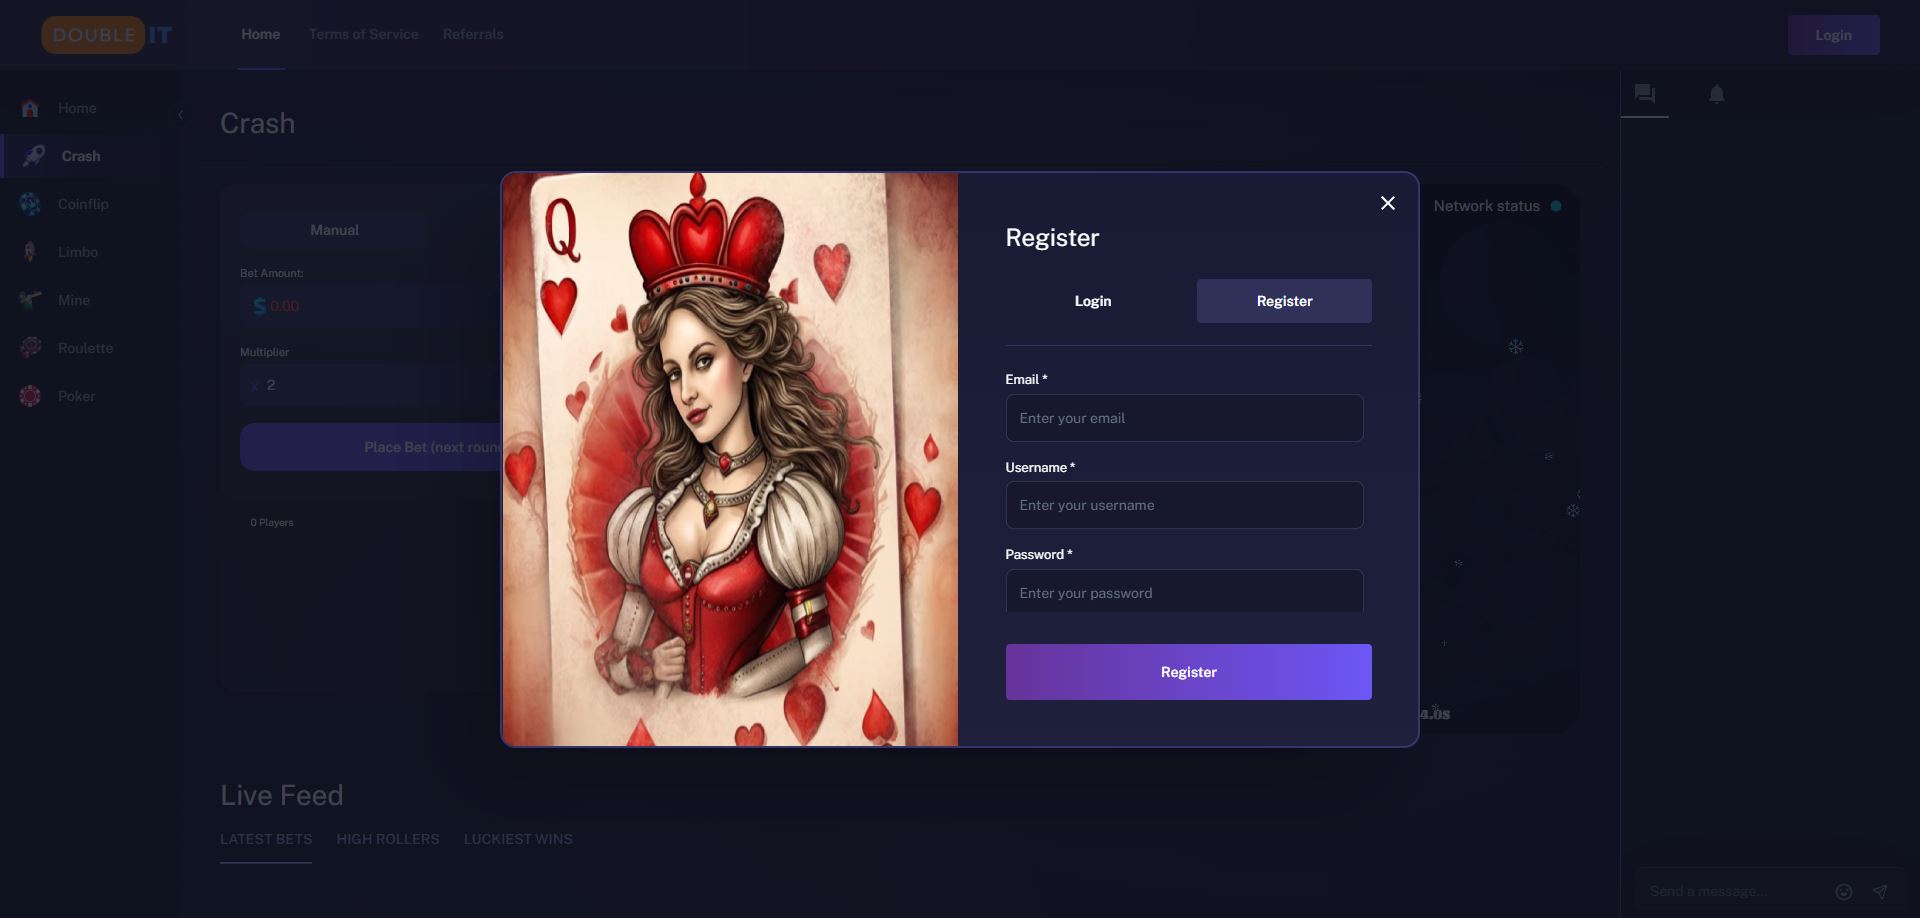 DOUBLE IT
Home
Terms of Service
Referrals
Login
Home
Crash
Coinflip
Limbo
Mine
Roulette
Poker
Crash
Manual
Bet Amount:
$ 0.00
Multiplier
x 2
Place Bet (next roun
0 Players
Q
Register
Login
Register
Email *
Enter your email
Username *
Enter your username
Password *
Enter your password
Register
Network status
4.0s
Live Feed
LATEST BETS
HIGH ROLLERS
LUCKIEST WINS
Send a message...